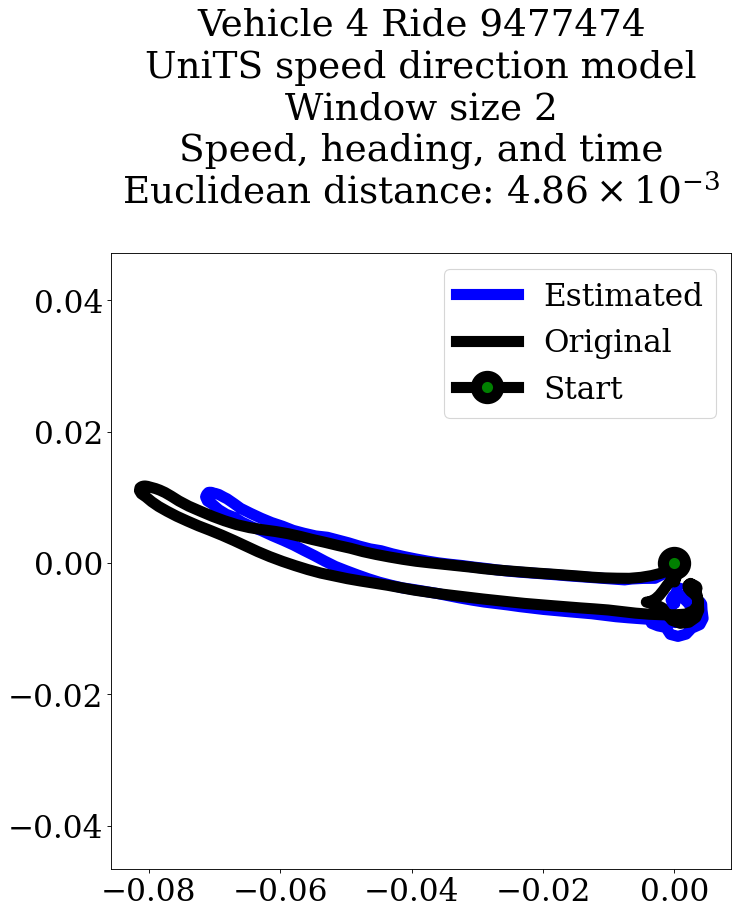 Vehicle 4 Ride 9477474
UniTS speed direction model
Window size 2
Speed, heading, and time
Euclidean distance: 4.86 × 10⁻³
0.04
0.02
0.00
−0.02
−0.04
Estimated
Original
Start
−0.08
−0.06
−0.04
−0.02
0.00